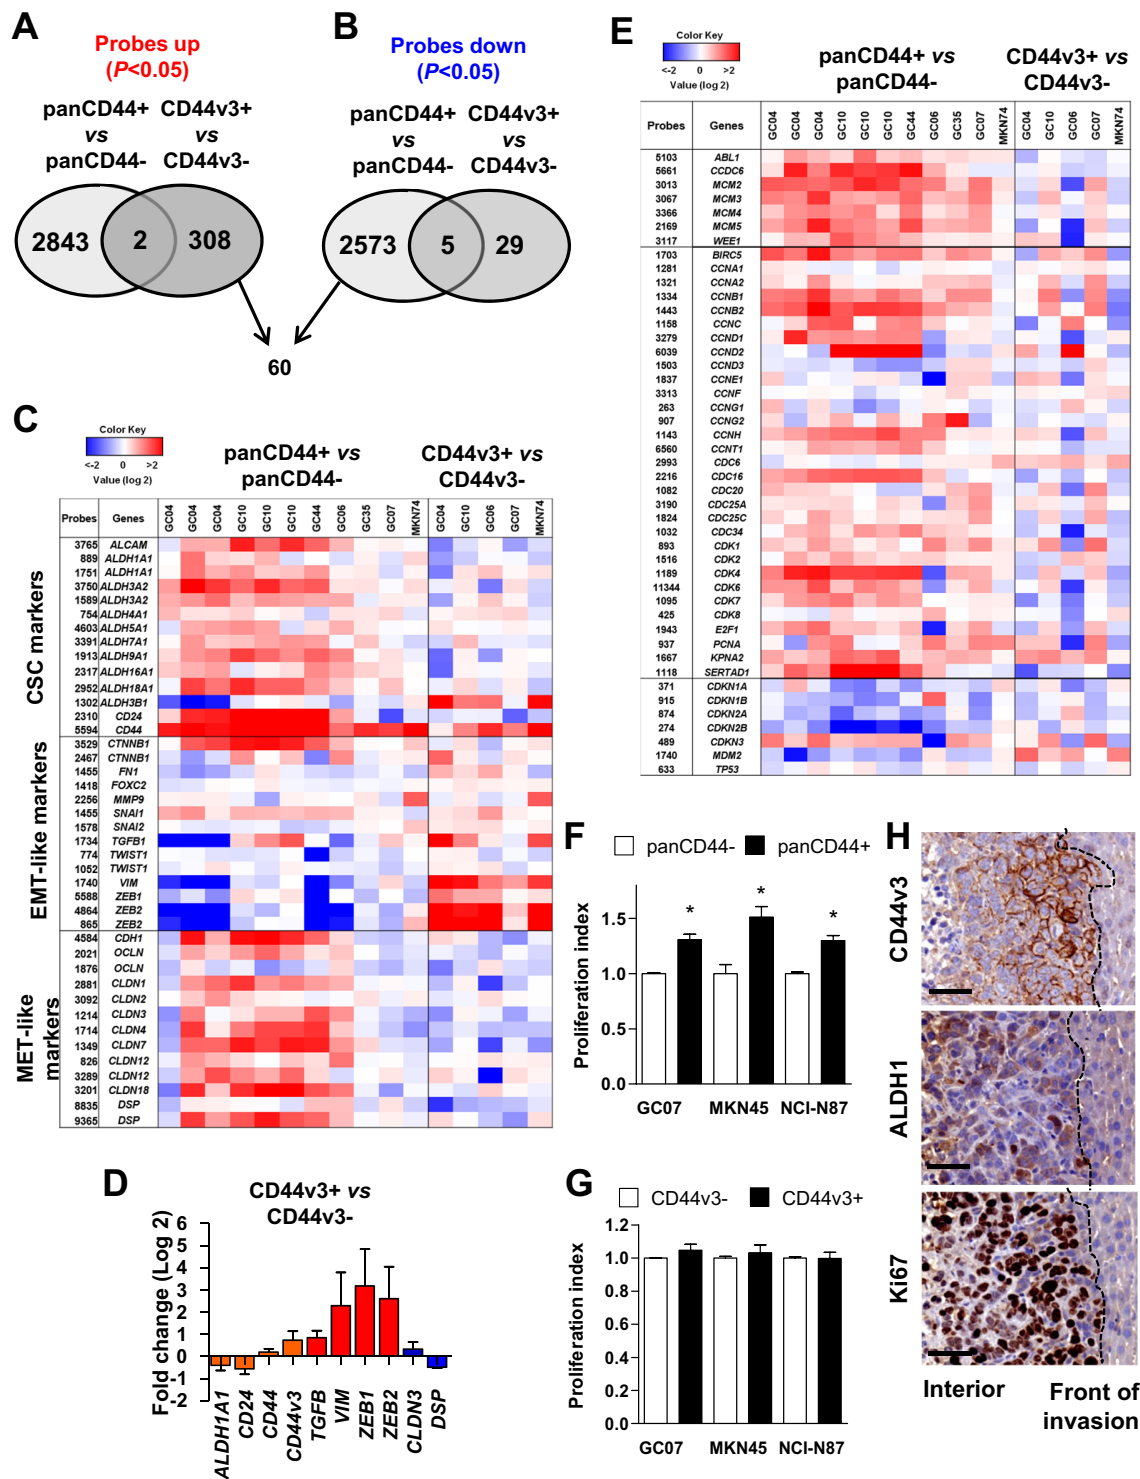 A
Probes up
(P<0.05)
panCD44+
vs
panCD44-
CD44v3+
vs
CD44v3-
2843
2
308
B
Probes down
(P<0.05)
panCD44+
vs
panCD44-
CD44v3+
vs
CD44v3-
2573
5
29
60
C
Color Key
<-2 0 >2
Value (log 2)
panCD44+ vs
panCD44-
CD44v3+ vs
CD44v3-
Probes Genes GC04 GC04 GC04 GC10 GC10 GC10 GC44 GC06 GC35 GC07 MKN74 GC04 GC10 GC06 GC07 MKN74
CSC markers
3765 ALCAM
889 ALDH1A1
1751 ALDH1A1
3750 ALDH3A2
1589 ALDH3A2
754 ALDH4A1
4603 ALDH5A1
3391 ALDH7A1
1913 ALDH9A1
2317 ALDH16A1
2952 ALDH18A1
1302 ALDH3B1
2310 CD24
5594 CD44
EMT-like markers
3529 CTNNB1
2467 CTNNB1
1455 FN1
1418 FOXC2
2256 MMP9
1455 SNAI1
1578 SNAI2
1734 TGFB1
774 TWIST1
1052 TWIST1
1740 VIM
5588 ZEB1
4864 ZEB2
865 ZEB2
MET-like
markers
4584 CDH1
2021 OCLN
1876 OCLN
2881 CLDN1
3092 CLDN2
1214 CLDN3
1714 CLDN4
1349 CLDN7
826 CLDN12
3289 CLDN12
3201 CLDN18
8835 DSP
9365 DSP
D
CD44v3+ vs
CD44v3-
Fold change (Log 2)
6
5
4
3
2
1
0
-1
-2
ALDH1A1
CD24
CD44
CD44v3
TGFB
VIM
ZEB1
ZEB2
CLDN3
DSP
E
Color Key
<-2 0 >2
Value (log 2)
panCD44+ vs
panCD44-
CD44v3+ vs
CD44v3-
Probes Genes GC04 GC04 GC04 GC10 GC10 GC10 GC44 GC06 GC35 GC07 MKN74 GC04 GC10 GC06 GC07 MKN74
5103 ABL1
5661 CCDC6
3013 MCM2
3067 MCM3
3366 MCM4
2169 MCM5
3117 WEE1
1703 BIRC5
1281 CCNA1
1321 CCNA2
1334 CCNB1
1443 CCNB2
1158 CCNC
3279 CCND1
6039 CCND2
1503 CCND3
1837 CCNE1
3313 CCNF
263 CCNG1
907 CCNG2
1143 CCNH
6560 CCNT1
2993 CDC6
2216 CDC16
1082 CDC20
3190 CDC25A
1824 CDC25C
1032 CDC34
893 CDK1
1516 CDK2
1189 CDK4
11344 CDK6
1095 CDK7
425 CDK8
1943 E2F1
937 PCNA
1667 KPNA2
1118 SERTAD1
371 CDKN1A
915 CDKN1B
874 CDKN2A
274 CDKN2B
489 CDKN3
1740 MDM2
633 TP53
F
panCD44- panCD44+
Proliferation index
1.5
1.0
0.5
0.0
* * *
GC07 MKN45 NCI-N87
G
CD44v3- CD44v3+
Proliferation index
1.2
1.0
0.8
0.6
0.4
0.2
0.0
GC07 MKN45 NCI-N87
H
CD44v3
ALDH1
Ki67
Interior
Front of
invasion